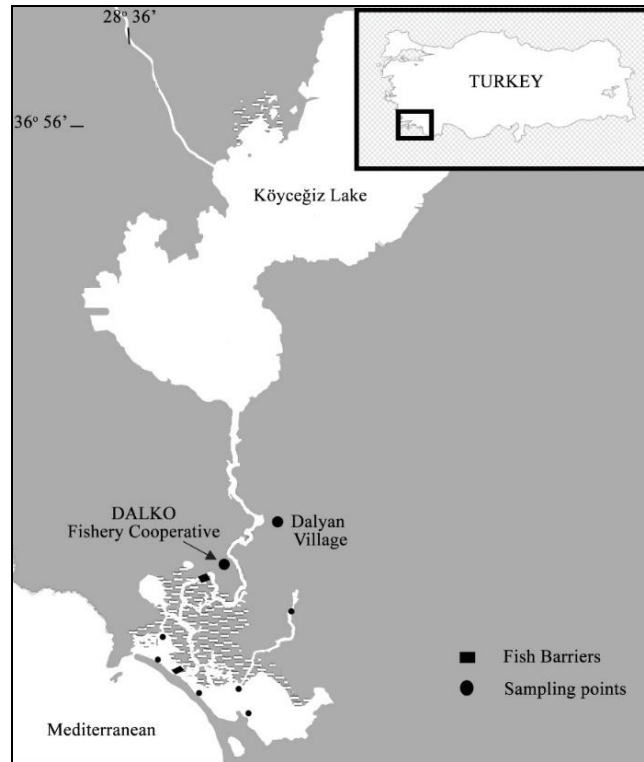 28° 36’
36° 56’
TURKEY
Köyceğiz Lake
DALKO
Fishery Cooperative
Dalyan
Village
Fish Barriers
Sampling points
Mediterranean